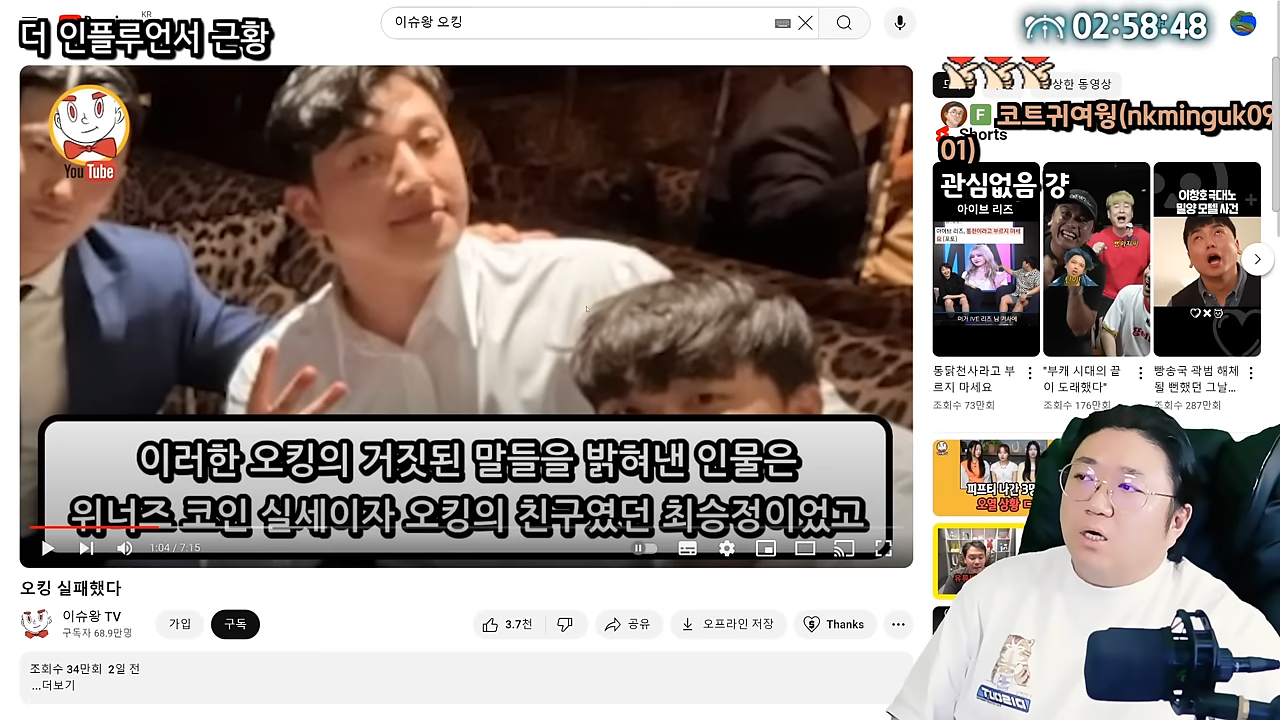 KR
더 인플루언서 근황
이슈왕 오킹
02:58:48
상한 동영상
F 코트귀여웡(nkminguk09
01)
Shorts
You Tube
관심없음 걍
아이브 리즈
이창호 극대노
밀양 모텔 사건
이러한 오킹의 거짓된 말들을 밝혀낸 인물은
위너즈 코인 실세이자 오킹의 친구였던 최승정이었고
1:04 / 7:15
통닭천사라고 부
르지 마세요
조회수 73만회
"부캐 시대의 끝
이 도래했다"
조회수 176만회
빵송국 곽범 해체
될 뻔했던 그날...
조회수 287만회
오킹 실패했다
이슈왕 TV
구독자 68.9만명
가입
구독
3.7천
공유
오프라인 저장
Thanks
조회수 34만회 2일 전
...더보기